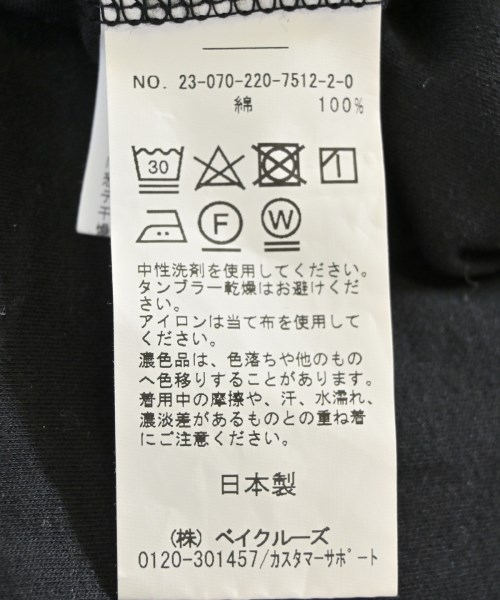 NO. 23-070-220-7512-2-0
綿 100%
30
F W
中性洗剤を使用してください。
タンブラー乾燥はお避けくだ
さい。
アイロンは当て布を使用して
ください。
濃色品は、色落ちや他のもの
へ色移りすることがあります。
着用中の摩擦や、汗、水濡れ、
濃淡差があるものとの重ね着
にご注意ください。
日本製
(株) ベイクルーズ
0120-301457/カスタマーサポート